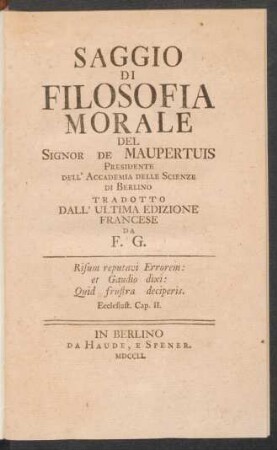 SAGGIO
DI
FILOSOFIA
MORALE
DEL
SIGNOR DE MAUPERTUIS
PRESIDENTE
DELL' ACCADEMIA DELLE SCIENZE
DI BERLINO
TRADOTTO
DALL' ULTIMA EDIZIONE
FRANCESE
DA
F. G.
Risum reputavi Errorem:
et Gaudio dixi:
Quid frustra deciperis.
Ecclesiast. Cap. II.
IN BERLINO
DA HAUDE, E SPENER.
MDCCLI.